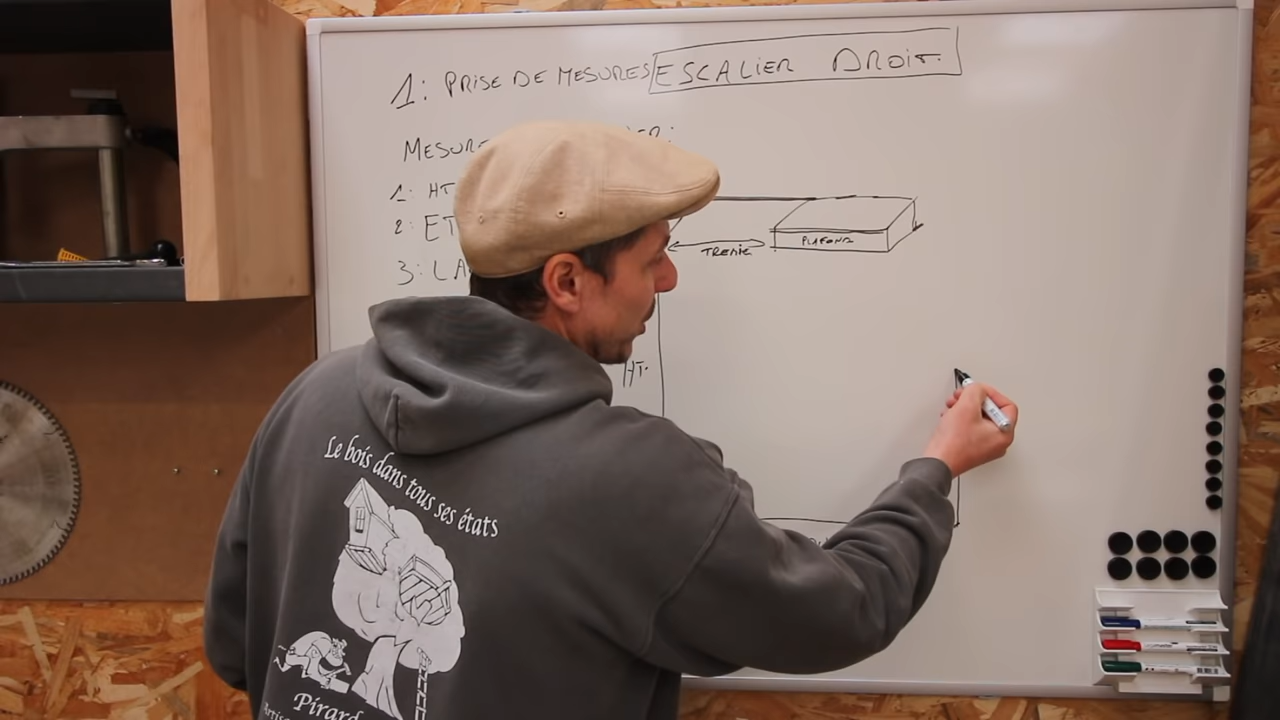 1: PRISE DE MESURES ESCALIER DROIT.
MESURE
1: HT
2: ET
3: LA
TREMIE
PLAFOND
HT.
Le bois dans tous ses états
Pirard